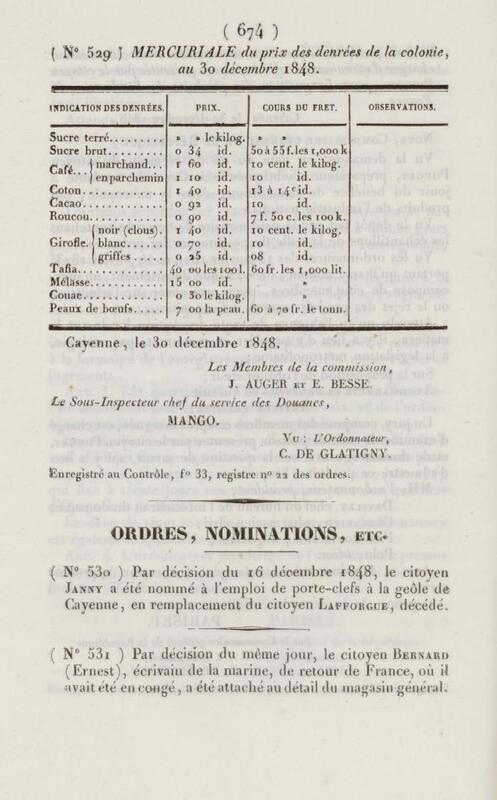 ( 674 )
( N° 529 ) MERCURIALE du prix des denrées de la colonie,
au 30 décembre 1848.
INDICATION DES DENRÉES. PRIX. COURS DU FRET. OBSERVATIONS.
Sucre terré......... » » le kilog. » »
Sucre brut......... 0 34 id. 50 à 55 f. les 1,000 k
Café... { marchand... 1 60 id. 10 cent. le kilog.
{ en parchemin 1 10 id. 10 id.
Coton............. 1 40 id. 13 à 14c id.
Cacao............. 0 92 id. 10 id.
Roucou............ 0 90 id. 7 f. 50 c. les 100 k.
Girofle. { noir (clous). 1 40 id. 10 cent. le kilog.
{ blanc...... 0 70 id. 10 id.
{ griffes..... 0 25 id. 08 id.
Tafia.............. 40 00 les 100 l. 60 fr. les 1,000 lit.
Mélasse............ 15 00 id. »
Couac............. 0 30 le kilog. »
Peaux de bœufs..... 7 00 la peau. 60 à 70 fr. le tonn.
Cayenne, le 30 décembre 1848.
Les Membres de la commission,
J. AUGER ET E. BESSE.
Le Sous-Inspecteur chef du service des Douanes,
MANGO.
VU : L'Ordonnateur,
C. DE GLATIGNY.
Enregistré au Contrôle, f° 33, registre n° 22 des ordres.
ORDRES, NOMINATIONS, ETC.
( N° 530 ) Par décision du 16 décembre 1848, le citoyen
JANNY a été nommé à l'emploi de porte-clefs à la geôle de
Cayenne, en remplacement du citoyen LAFFORGUE, décédé.
( N° 531 ) Par décision du même jour, le citoyen BERNARD
(Ernest), écrivain de la marine, de retour de France, où il
avait été en congé, a été attaché au détail du magasin général.